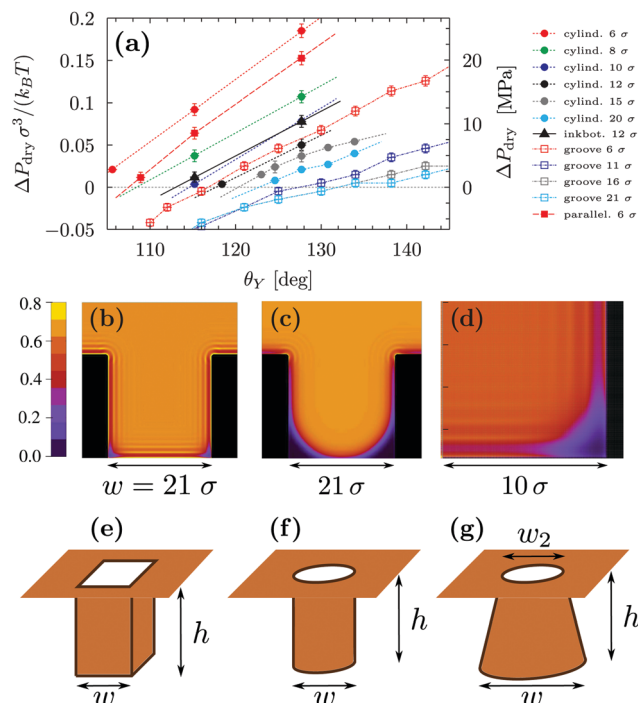 (a)
ΔP_dry σ³/(k_BT)
0.2
0.15
0.1
0.05
0
-0.05
110 120 130 140
θ_Y [deg]
20
10
0
ΔP_dry [MPa]
cylind. 6 σ
cylind. 8 σ
cylind. 10 σ
cylind. 12 σ
cylind. 15 σ
cylind. 20 σ
inkbot. 12 σ
groove 6 σ
groove 11 σ
groove 16 σ
groove 21 σ
parallel. 6 σ
0.8
0.6
0.4
0.2
0.0
(b) (c) (d)
w = 21 σ 21 σ 10 σ
(e) (f) (g)
w₂
h h h
w w w